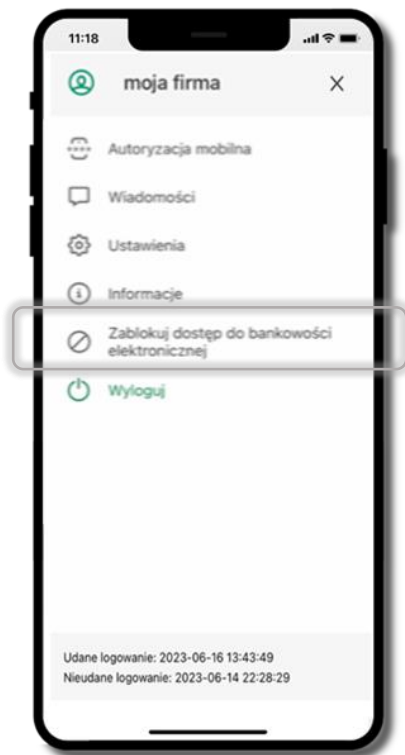 11:18
moja firma
Autoryzacja mobilna
Wiadomości
Ustawienia
Informacje
Zablokuj dostęp do bankowości
elektronicznej
Wyloguj
Udane logowanie: 2023-06-16 13:43:49
Nieudane logowanie: 2023-06-14 22:28:29